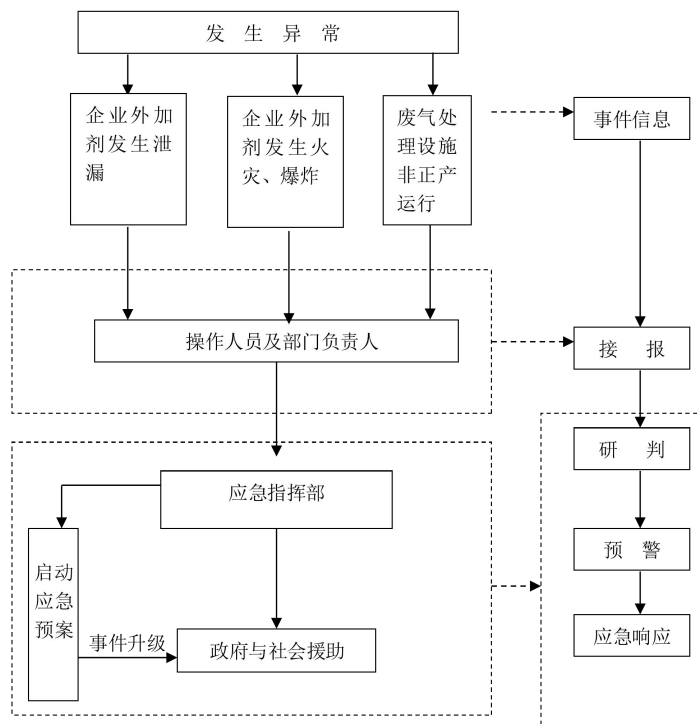 发生异常
企业外加
剂发生泄
漏
企业外加
剂发生火
灾、爆炸
废气处
理设施
非正产
运行
事件信息
操作人员及部门负责人
接 报
研 判
应急指挥部
预 警
启动
应急
预案
事件升级
政府与社会援助
应急响应